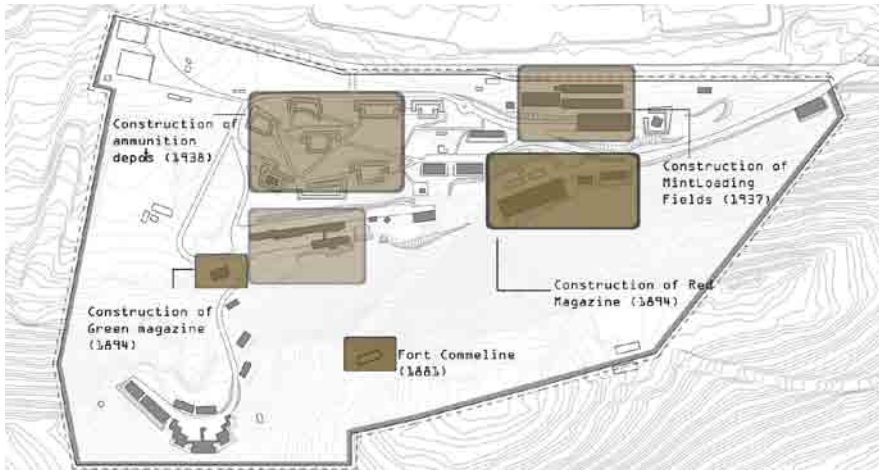 Construction of
ammunition
depos (1938)
Construction of
MintLoading
Fields (1937)
Construction of Red
Magazine (1894)
Construction of
Green magazine
(1894)
Fort Commeline
(1881)